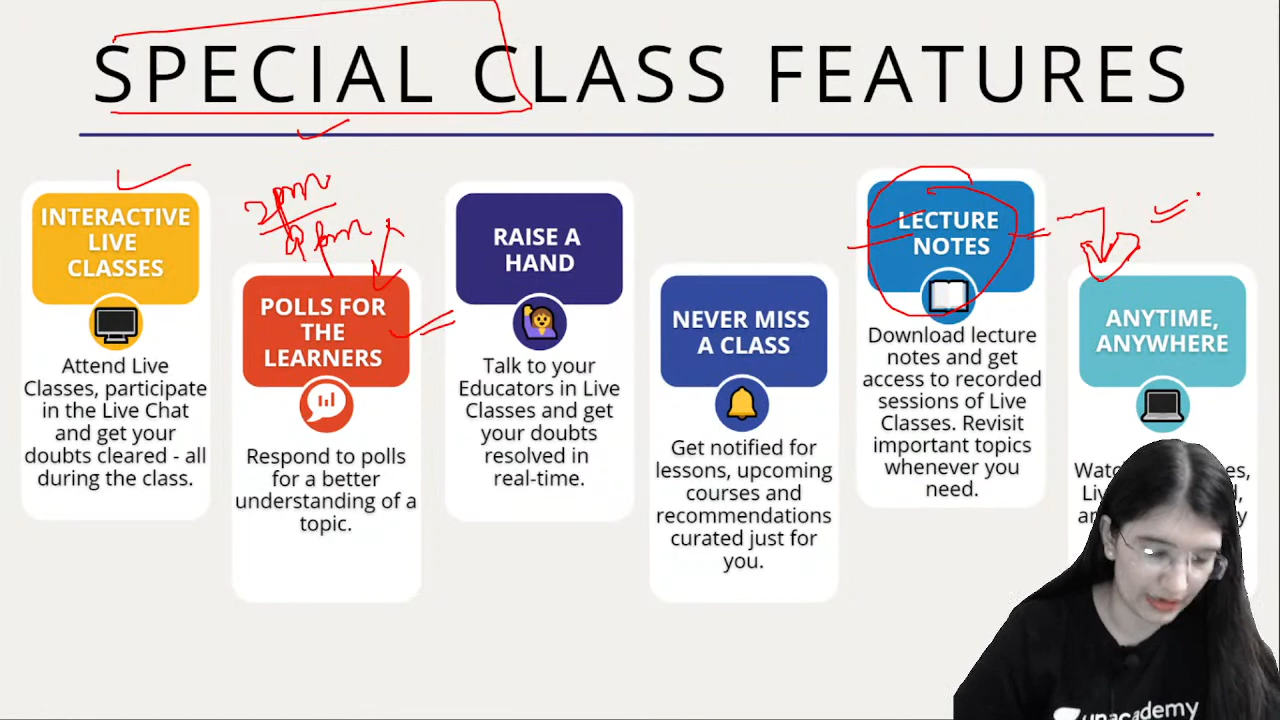 SPECIAL CLASS FEATURES
INTERACTIVE
LIVE
CLASSES
Attend Live
Classes, participate
in the Live Chat
and get your
doubts cleared - all
during the class.
2pm
9pm
POLLS FOR
THE
LEARNERS
Respond to polls
for a better
understanding of a
topic.
RAISE A
HAND
Talk to your
Educators in Live
Classes and get
your doubts
resolved in
real-time.
NEVER MISS
A CLASS
Get notified for
lessons, upcoming
courses and
recommendations
curated just for
you.
LECTURE
NOTES
Download lecture
notes and get
access to recorded
sessions of Live
Classes. Revisit
important topics
whenever you
need.
ANYTIME,
ANYWHERE
unacademy